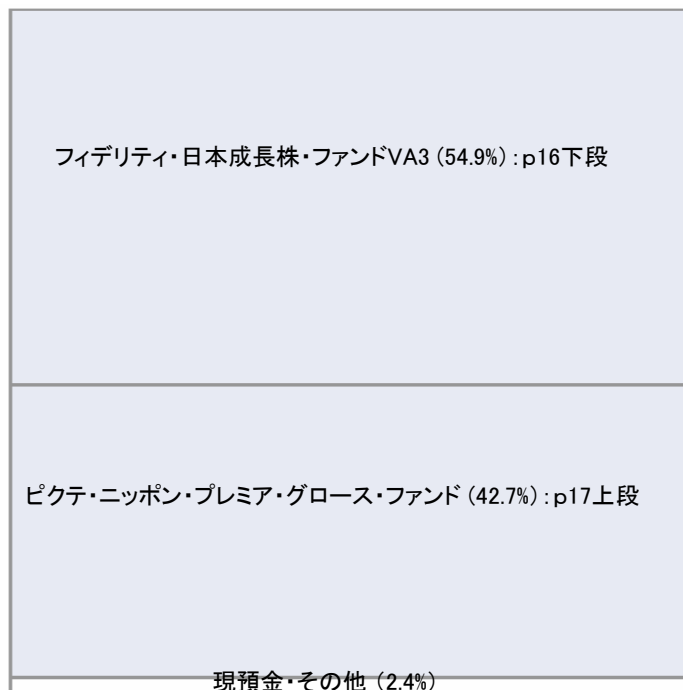 フィデリティ・日本成長株・ファンドVA3 (54.9%) : p16下段
ピクテ・ニッポン・プレミア・グロース・ファンド (42.7%) : p17上段
現預金・その他 (2.4%)